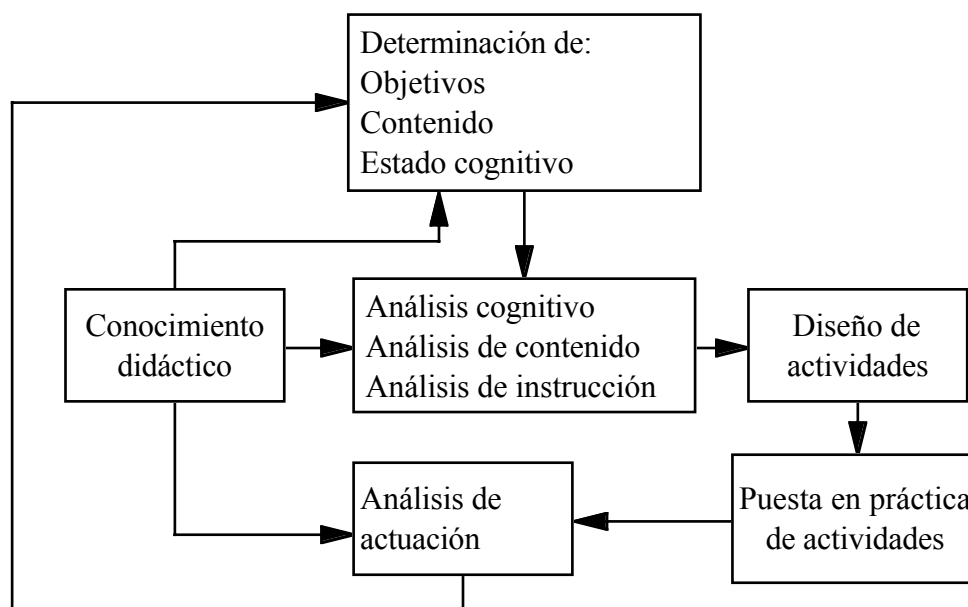 Determinación de:
Objetivos
Contenido
Estado cognitivo
Conocimiento
didáctico
Análisis cognitivo
Análisis de contenido
Análisis de instrucción
Diseño de
actividades
Análisis de
actuación
Puesta en práctica
de actividades